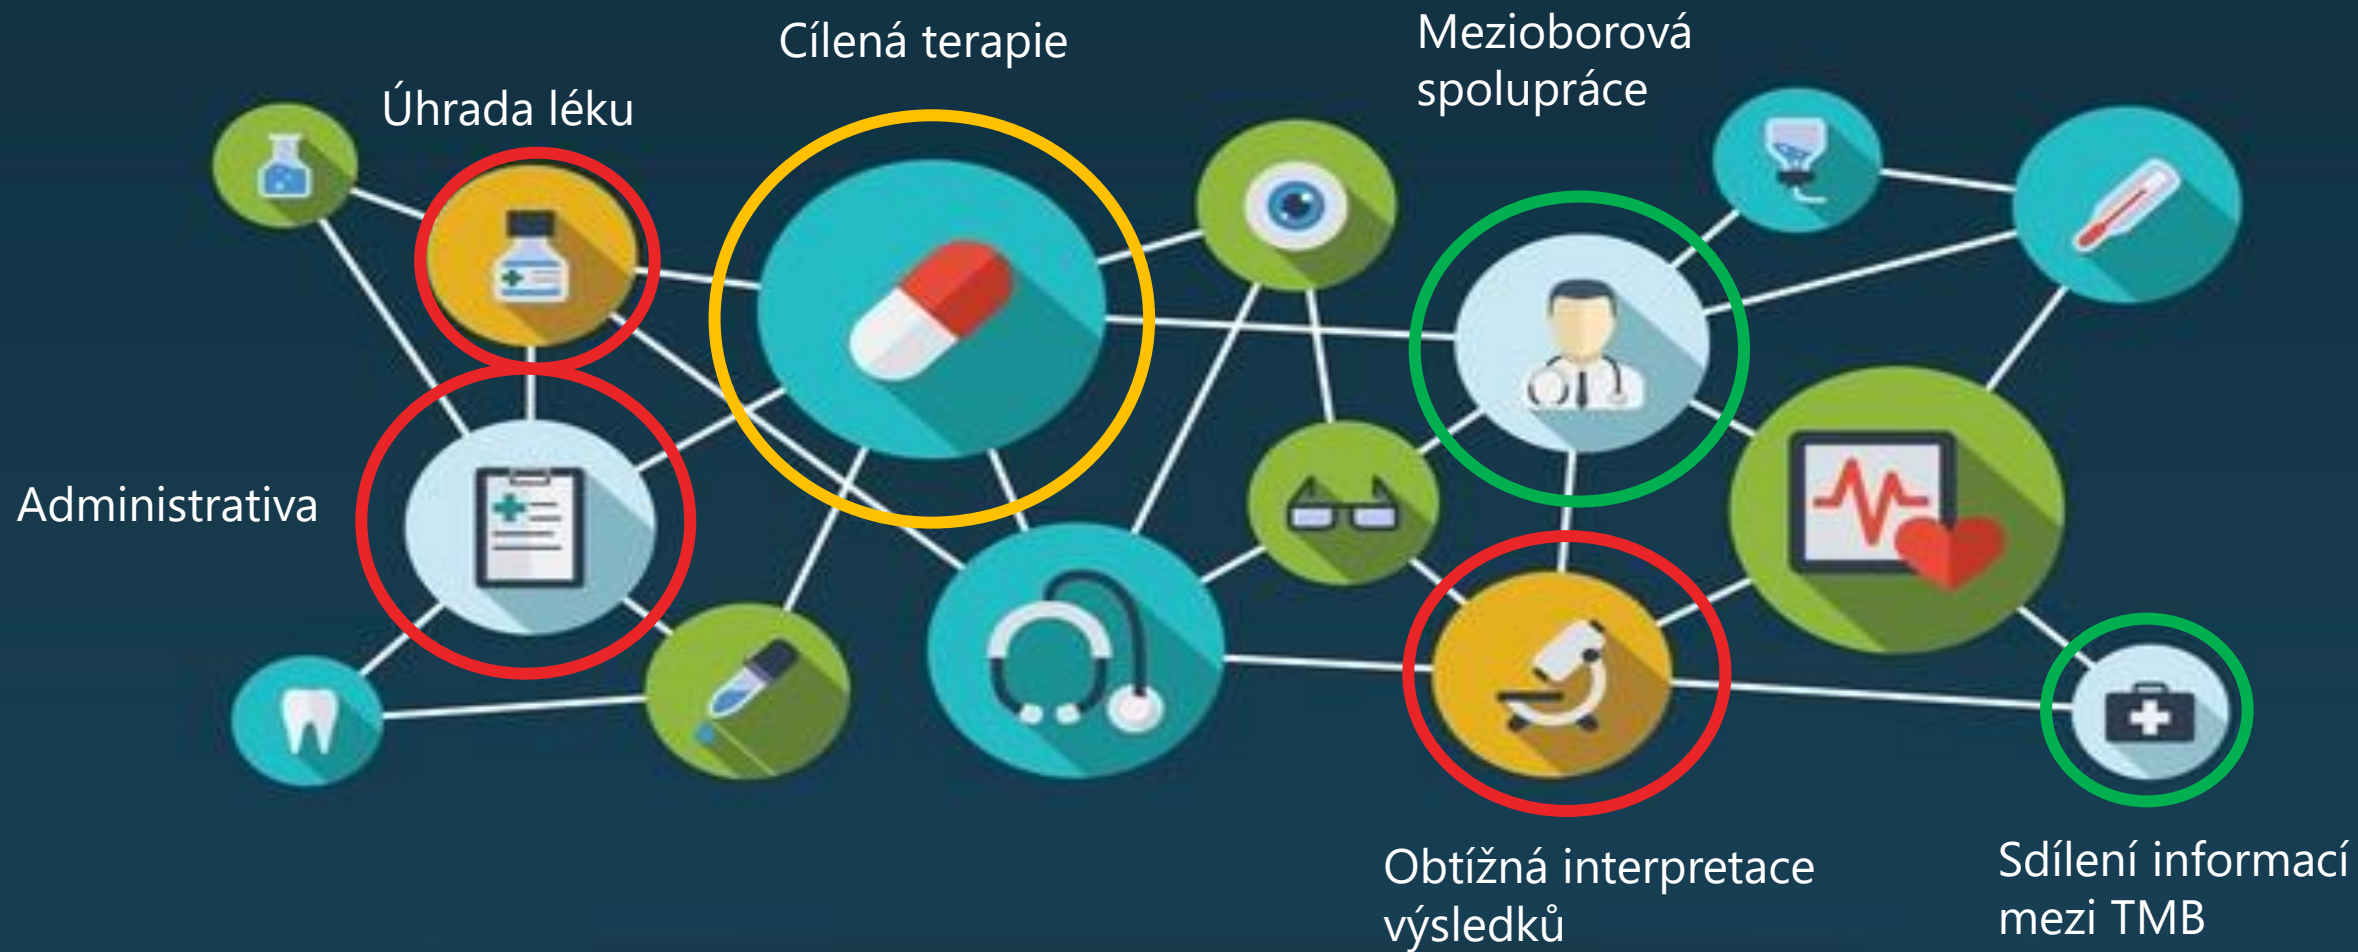 Cílená terapie
Mezioborová
spolupráce
Úhrada léku
Administrativa
Obtížná interpretace
výsledků
Sdílení informací
mezi TMB